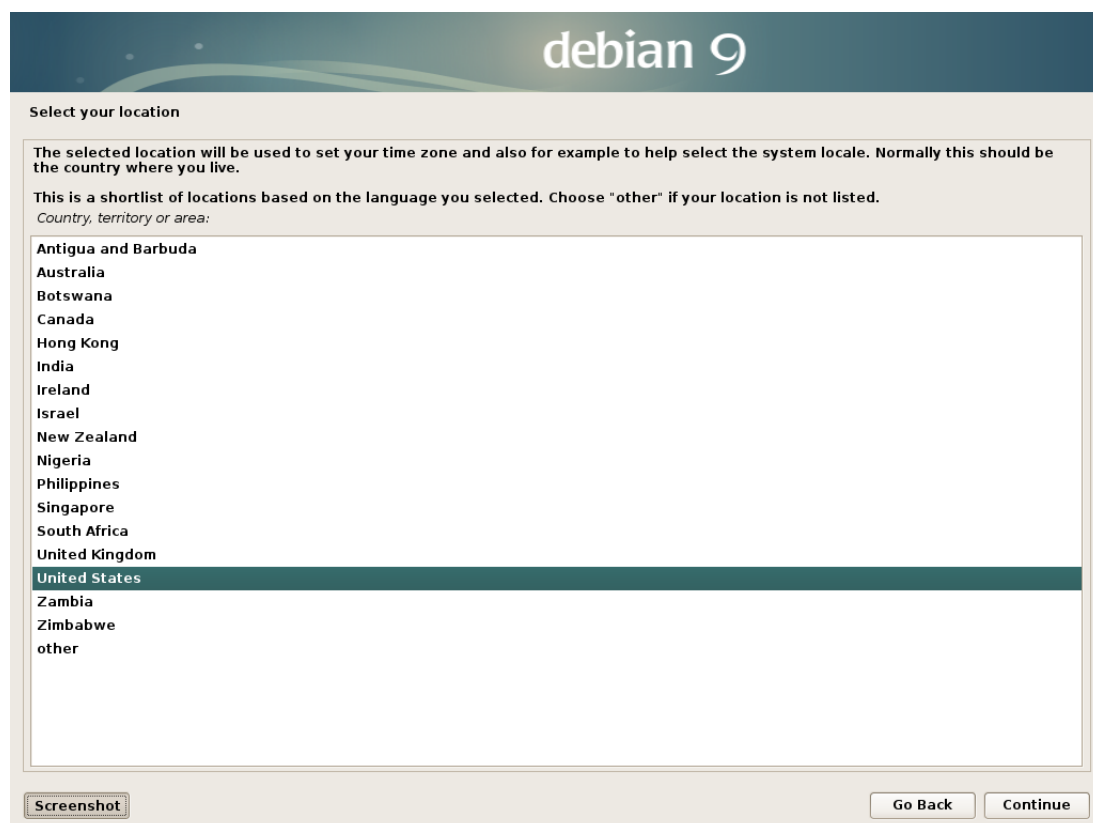 debian 9
Select your location
The selected location will be used to set your time zone and also for example to help select the system locale. Normally this should be
the country where you live.
This is a shortlist of locations based on the language you selected. Choose "other" if your location is not listed.
Country, territory or area:
Antigua and Barbuda
Australia
Botswana
Canada
Hong Kong
India
Ireland
Israel
New Zealand
Nigeria
Philippines
Singapore
South Africa
United Kingdom
United States
Zambia
Zimbabwe
other
Screenshot
Go Back
Continue